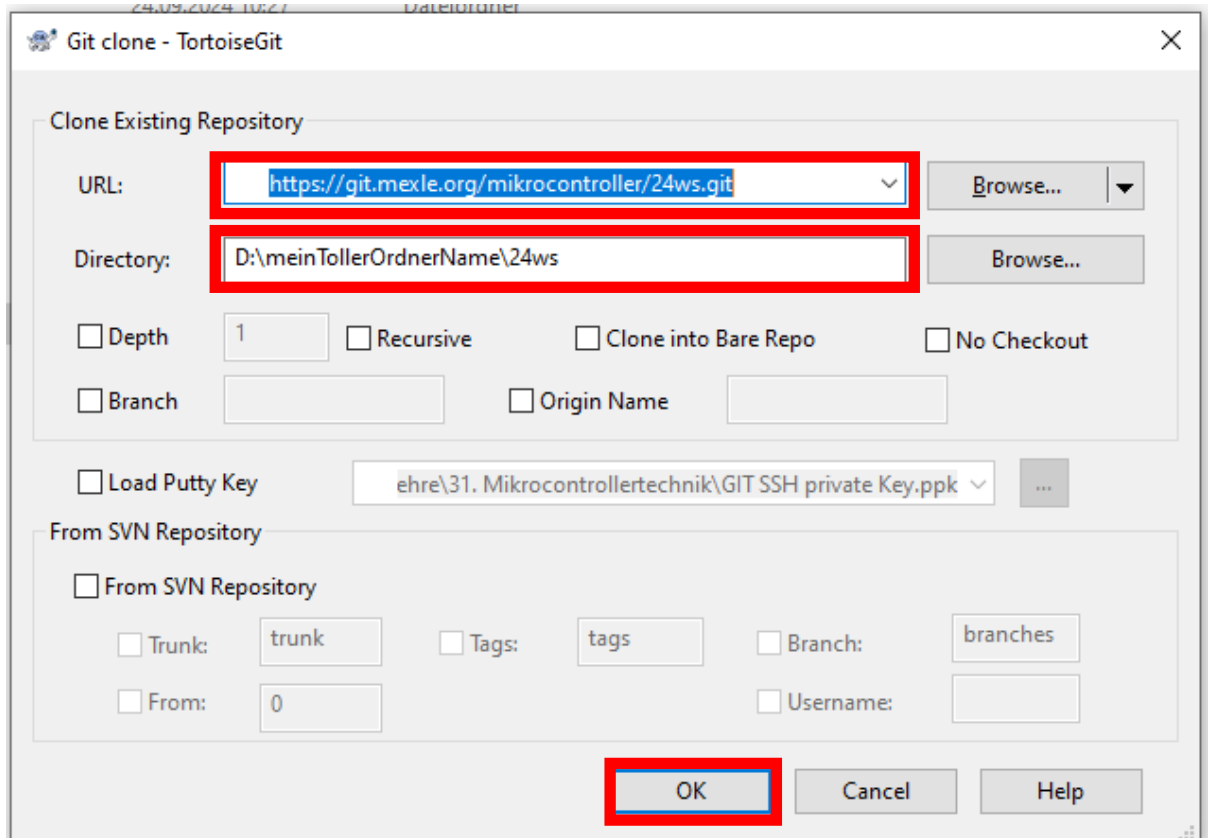 24.09.2024 10:27 Dateiordner
Git clone - TortoiseGit
Clone Existing Repository
URL: https://git.mexle.org/mikrocontroller/24ws.git Browse...
Directory: D:\meinTollerOrdnerName\24ws Browse...
Depth 1 Recursive Clone into Bare Repo No Checkout
Branch Origin Name
Load Putty Key ehre\31. Mikrocontrollertechnik\GIT SSH private Key.ppk ...
From SVN Repository
From SVN Repository
Trunk: trunk Tags: tags Branch: branches
From: 0 Username:
OK Cancel Help